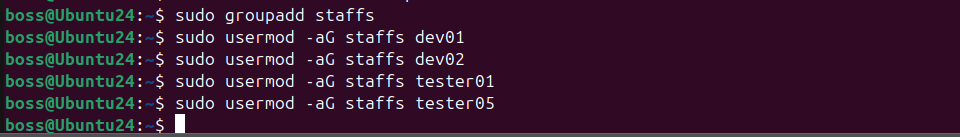 boss@Ubuntu24:~$ sudo groupadd staffs
boss@Ubuntu24:~$ sudo usermod -aG staffs dev01
boss@Ubuntu24:~$ sudo usermod -aG staffs dev02
boss@Ubuntu24:~$ sudo usermod -aG staffs tester01
boss@Ubuntu24:~$ sudo usermod -aG staffs tester05
boss@Ubuntu24:~$